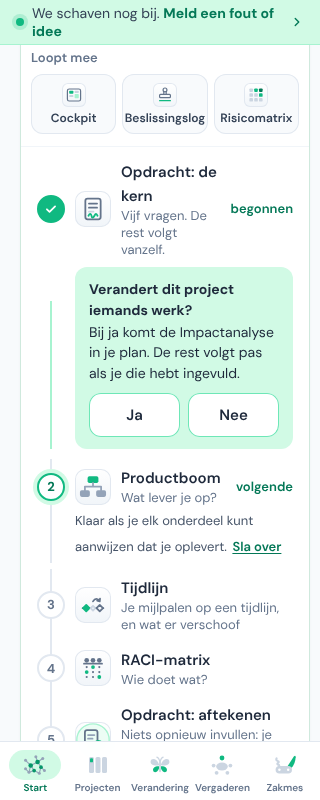 We schaven nog bij. Meld een fout of
idee
Loopt mee
Cockpit
Beslissingslog
Risicomatrix
Opdracht: de
kern
begonnen
Vijf vragen. De
rest volgt
vanzelf.
Verandert dit project
iemands werk?
Bij ja komt de Impactanalyse
in je plan. De rest volgt pas
als je die hebt ingevuld.
Ja
Nee
2
Productboom
volgende
Wat lever je op?
Klaar als je elk onderdeel kunt
aanwijzen dat je oplevert. Sla over
3
Tijdlijn
Je mijlpalen op een tijdlijn,
en wat er verschoof
4
RACI-matrix
Wie doet wat?
5
Opdracht: aftekenen
Niets opnieuw invullen: je
Start
Projecten
Verandering
Vergaderen
Zakmes